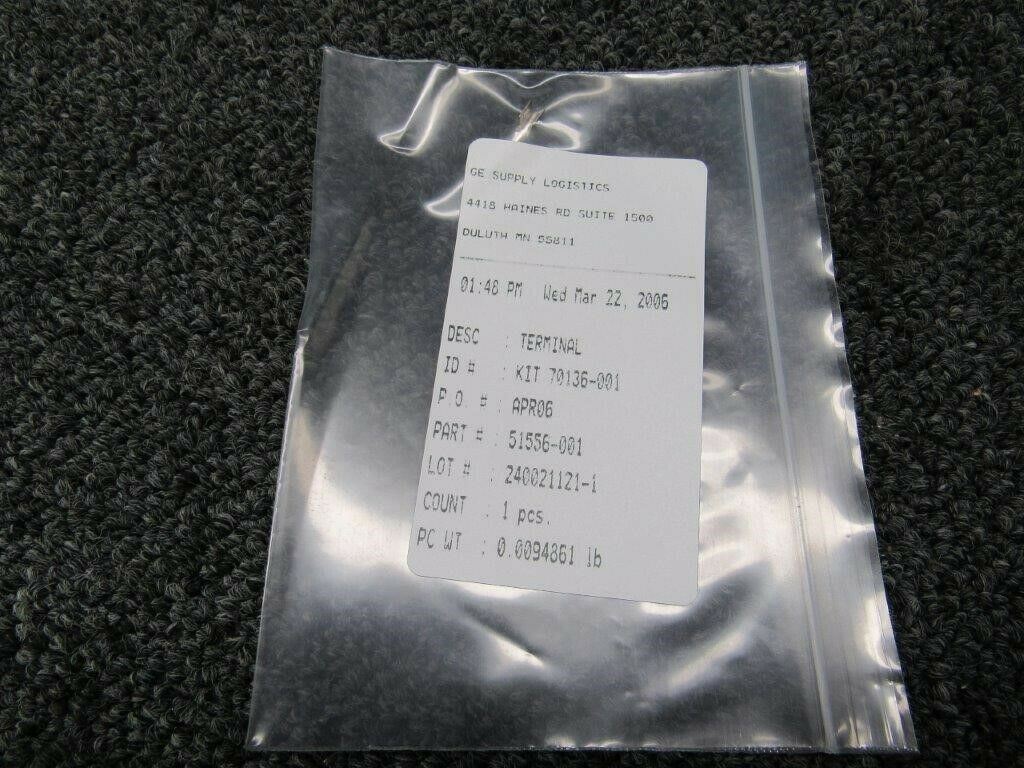 GE SUPPLY LOGISTICS
4418 HAINES RD SUITE 1500
DULUTH MN 55811
01:48 PM Wed Mar 22, 2006
DESC : TERMINAL
ID # : KIT 70136-001
P.O. # : APR06
PART # : 51556-001
LOT # : 240021121-1
COUNT : 1 pcs.
PC WT : 0.0094861 lb